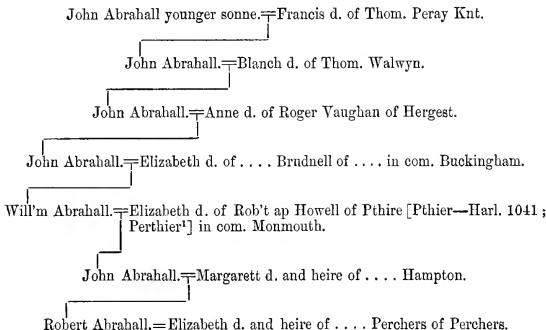 John Abrahall younger sonne.=Francis d. of Thom. Peray Knt.
John Abrahall.=Blanch d. of Thom. Walwyn.
John Abrahall.=Anne d. of Roger Vaughan of Hergest.
John Abrahall.=Elizabeth d. of . . . . Brudnell of . . . . in com. Buckingham.
Will'm Abrahall.=Elizabeth d. of Rob't ap Howell of Pthire [Pthier—Harl. 1041 ;
Perthier¹] in com. Monmouth.
John Abrahall.=Margarett d. and heire of . . . . Hampton.
Robert Abrahall.=Elizabeth d. and heire of . . . . Perchers of Perchers.